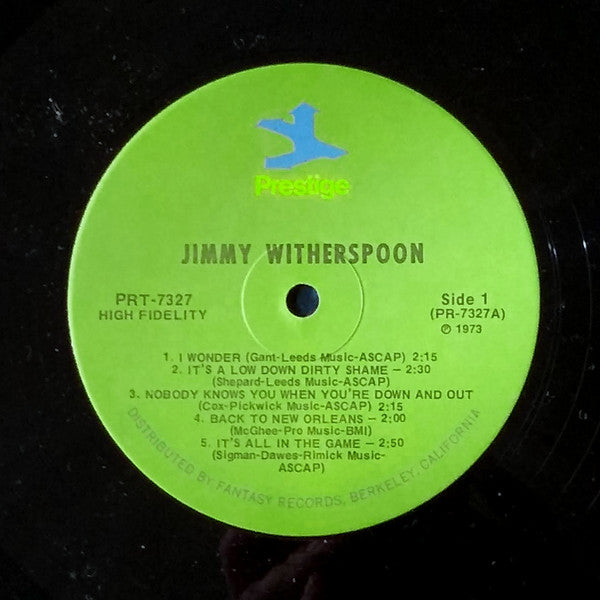 Prestige
JIMMY WITHERSPOON
PRT-7327
HIGH FIDELITY
Side 1
(PR-7327A)
Ⓟ 1973
1. I WONDER (Gant-Leeds Music-ASCAP) 2:15
2. IT'S A LOW DOWN DIRTY SHAME — 2:30
(Shepard-Leeds Music-ASCAP)
3. NOBODY KNOWS YOU WHEN YOU'RE DOWN AND OUT
(Cox-Pickwick Music-ASCAP) 2:15
4. BACK TO NEW ORLEANS — 2:00
(McGhee-Pro Music-BMI)
5. IT'S ALL IN THE GAME — 2:50
(Sigman-Dawes-Rimick Music-
ASCAP)
DISTRIBUTED BY FANTASY RECORDS, BERKELEY, CALIFORNIA